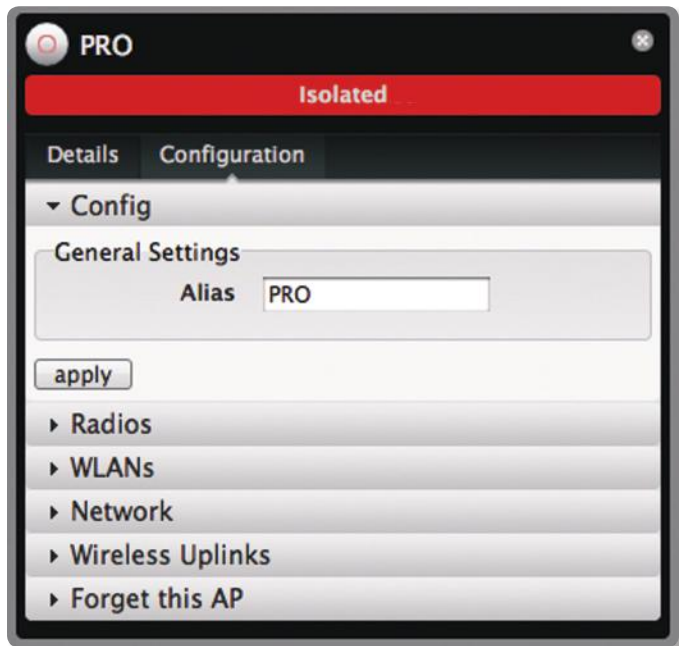 PRO
Isolated
Details Configuration
Config
General Settings
Alias PRO
apply
Radios
WLANs
Network
Wireless Uplinks
Forget this AP